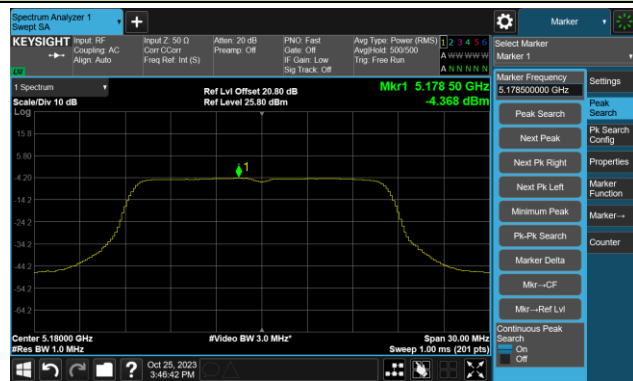 Spectrum Analyzer 1
Swept SA
+
Marker
KEYSIGHT
Input: RF
Coupling: AC
Align: Auto
Input Z: 50 Ω
Corr CCorr
Freq Ref: Int (S)
Atten: 20 dB
Preamp: Off
PNO: Fast
Gate: Off
IF Gain: Low
Sig Track: Off
Avg Type: Power (RMS)
Avg|Hold: 500/500
Trig: Free Run
1 2 3 4 5 6
A W W W W W
A N N N N N
LXI
Select Marker
Marker 1
1 Spectrum
Scale/Div 10 dB
Ref Lvl Offset 20.80 dB
Ref Level 25.80 dBm
Mkr1 5.178 50 GHz
-4.368 dBm
Log
15.8
5.80
-4.20
-14.2
-24.2
-34.2
-44.2
-54.2
-64.2
1
Center 5.18000 GHz
#Res BW 1.0 MHz
#Video BW 3.0 MHz*
Span 30.00 MHz
Sweep 1.00 ms (201 pts)
Marker Frequency
5.178500000 GHz
Peak Search
Next Peak
Next Pk Right
Next Pk Left
Minimum Peak
Pk-Pk Search
Marker Delta
Mkr→CF
Mkr→Ref Lvl
Continuous Peak
Search
On
Off
Settings
Peak
Search
Pk Search
Config
Properties
Marker
Function
Marker→
Counter
?
Oct 25, 2023
3:46:42 PM